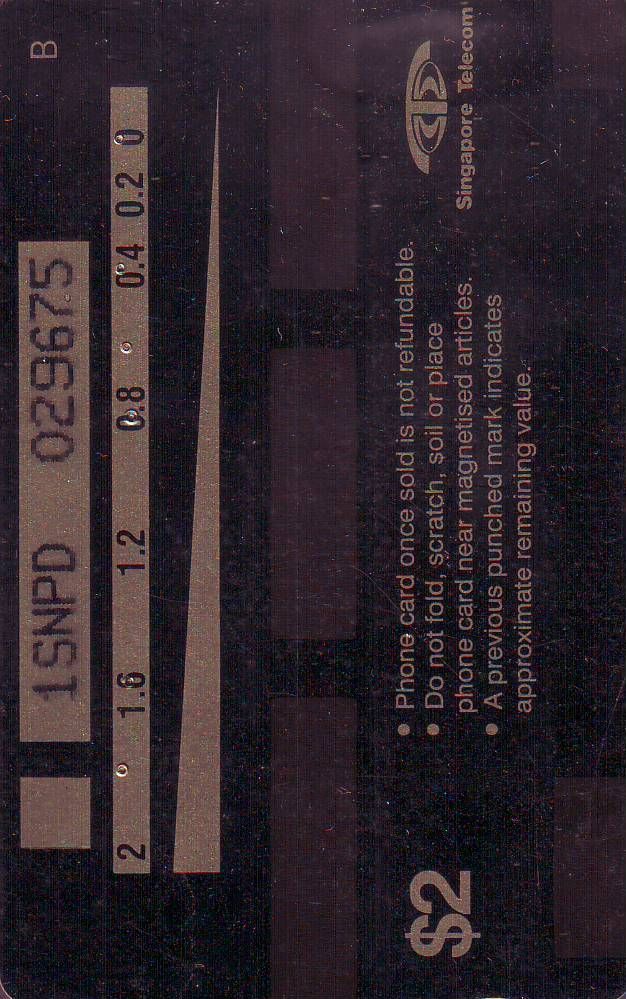 B
1SNPD 029675
2 1.6 1.2 0.8 0.4 0.2 0
Singapore Telecom
• Phone card once sold is not refundable.
• Do not fold, scratch, soil or place
phone card near magnetised articles.
• A previous punched mark indicates
approximate remaining value.
$2